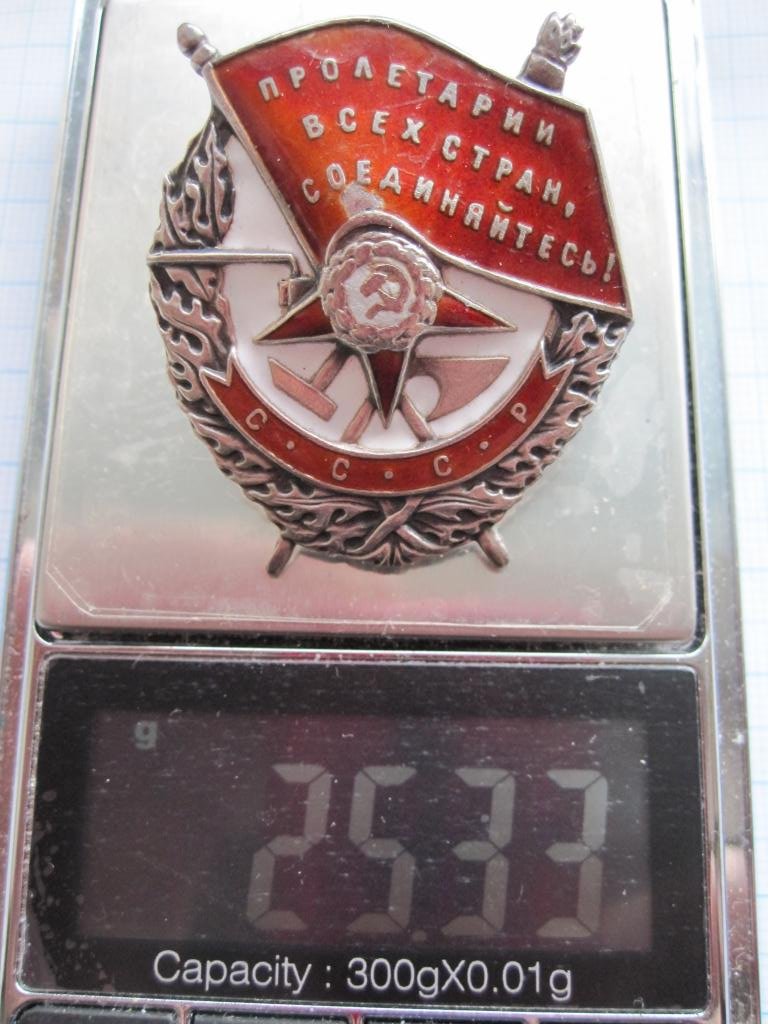 ПРОЛЕТАРИИ
ВСЕХ СТРАН,
СОЕДИНЯЙТЕСЬ!
С·С·С·Р
g
25.33
Capacity : 300gX0.01g